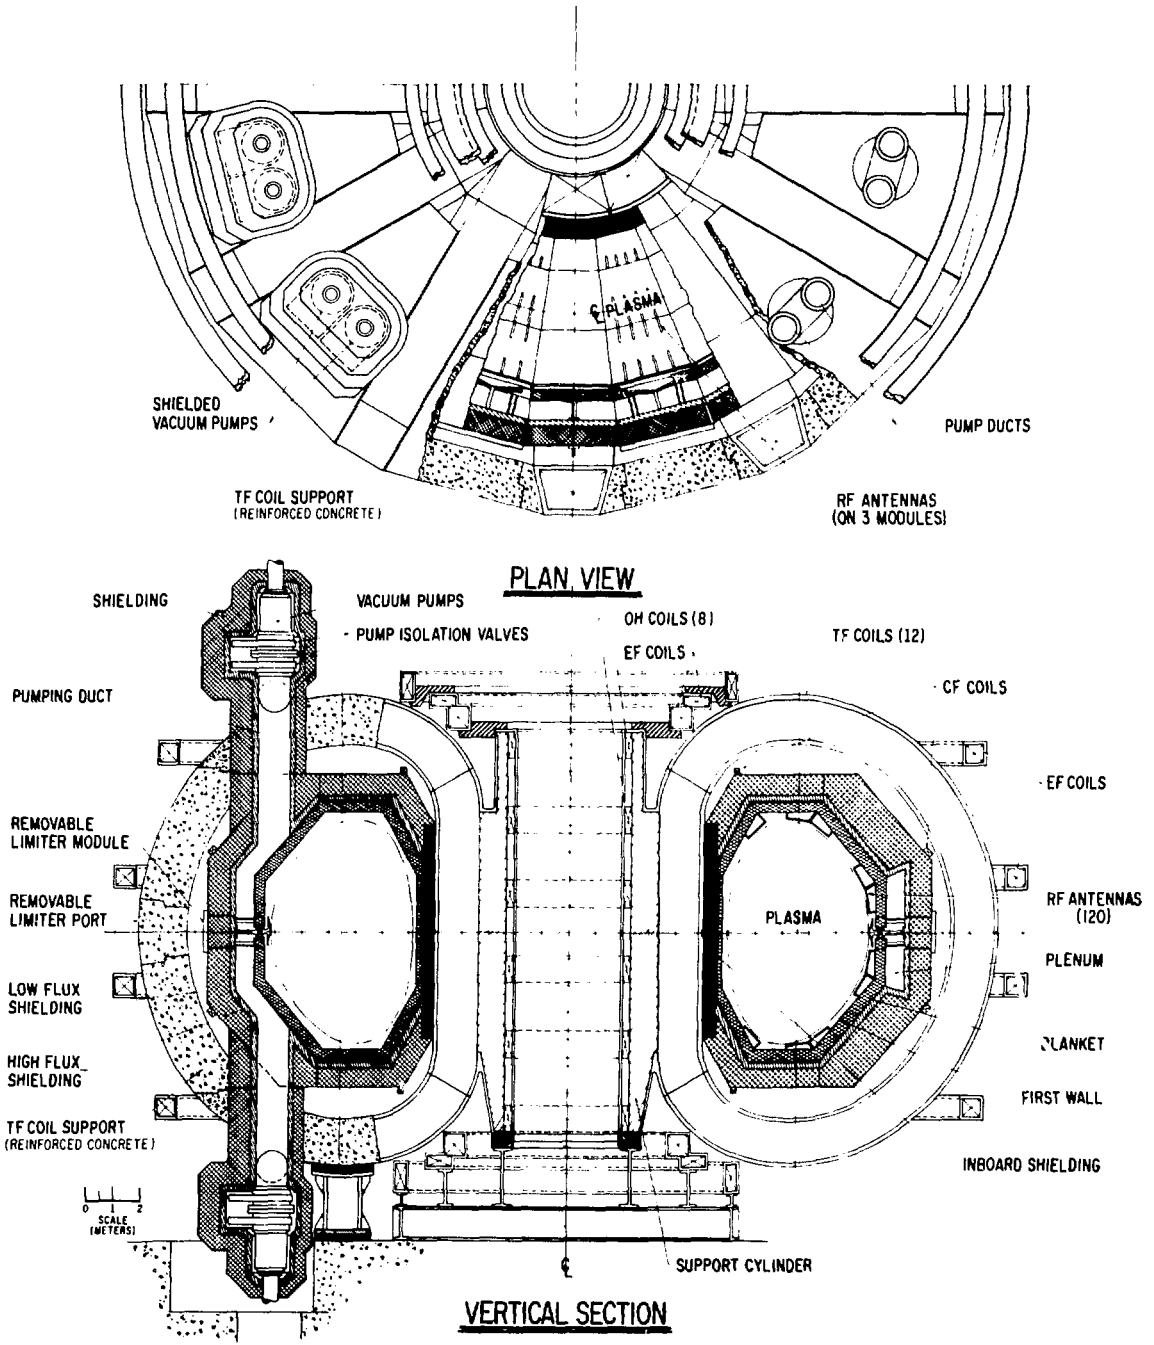 ℄ PLASMA
SHIELDED
VACUUM PUMPS
PUMP DUCTS
TF COIL SUPPORT
(REINFORCED CONCRETE)
RF ANTENNAS
(ON 3 MODULES)
PLAN VIEW
SHIELDING
VACUUM PUMPS
OH COILS (8)
PUMP ISOLATION VALVES
TF COILS (12)
EF COILS
PUMPING DUCT
CF COILS
EF COILS
REMOVABLE
LIMITER MODULE
REMOVABLE
LIMITER PORT
RF ANTENNAS
(120)
PLASMA
PLENUM
LOW FLUX
SHIELDING
BLANKET
HIGH FLUX
SHIELDING
FIRST WALL
TF COIL SUPPORT
(REINFORCED CONCRETE)
INBOARD SHIELDING
0 1 2
SCALE
(METERS)
℄
SUPPORT CYLINDER
VERTICAL SECTION